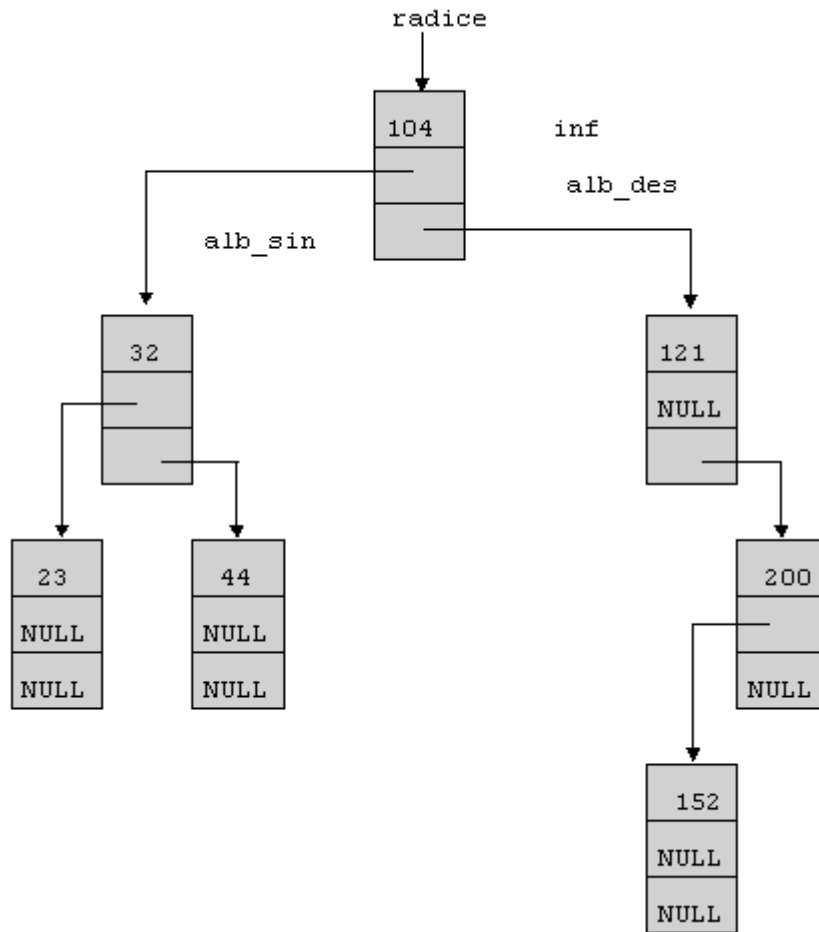 radice
104
inf
alb_des
alb_sin
32
121
NULL
23
44
200
NULL
NULL
NULL
NULL
NULL
152
NULL
NULL